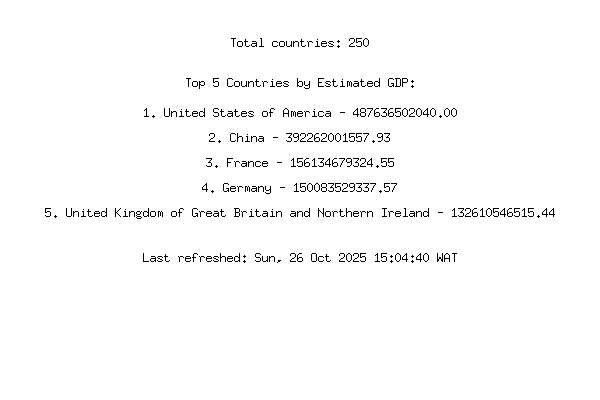 Total countries: 250
Top 5 Countries by Estimated GDP:
1. United States of America - 487636502040.00
2. China - 392262001557.93
3. France - 156134679324.55
4. Germany - 150083529337.57
5. United Kingdom of Great Britain and Northern Ireland - 132610546515.44
Last refreshed: Sun, 26 Oct 2025 15:04:40 WAT